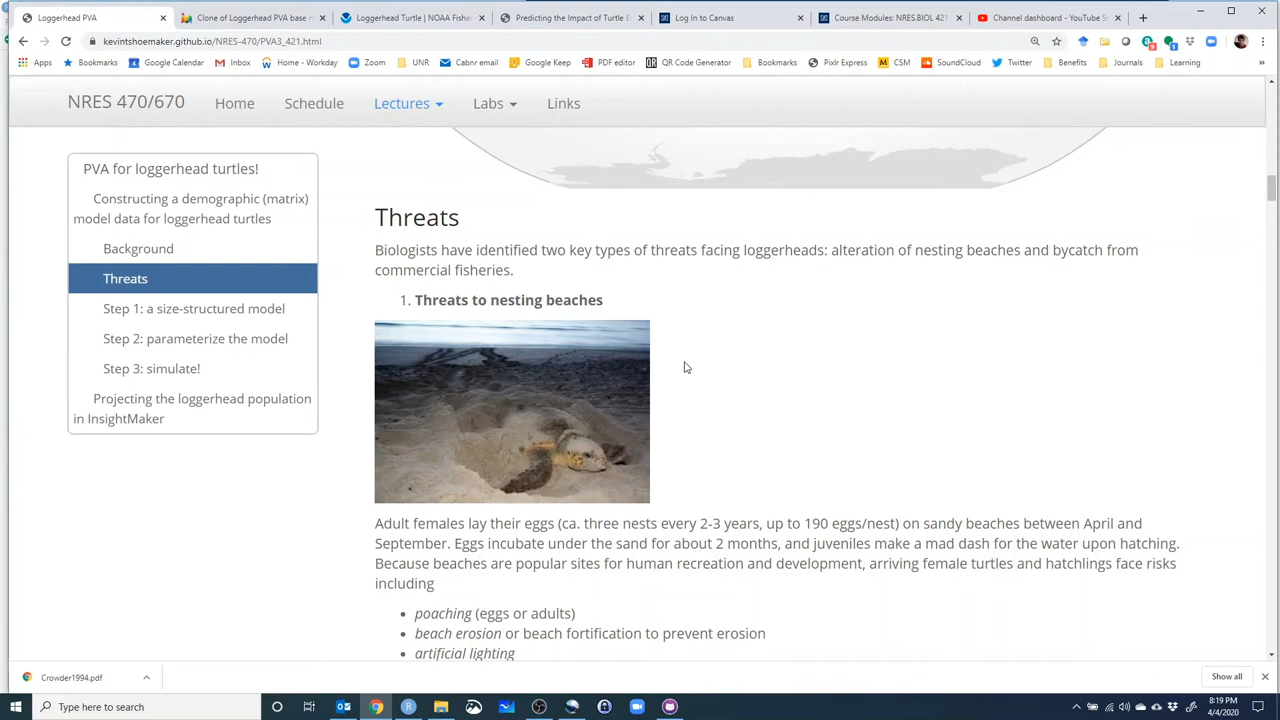 Loggerhead PVA
Clone of Loggerhead PVA base m
Loggerhead Turtle | NOAA Fisher
Predicting the Impact of Turtle E
Log In to Canvas
Course Modules: NRES.BIOL 421
Channel dashboard - YouTube St
kevintshoemaker.github.io/NRES-470/PVA3_421.html
Apps
Bookmarks
Google Calendar
Inbox
Home - Workday
Zoom
UNR
Cabnr email
Google Keep
PDF editor
QR Code Generator
Bookmarks
Pixlr Express
CSM
SoundCloud
Twitter
Benefits
Journals
Learning
»
NRES 470/670
Home
Schedule
Lectures
Labs
Links
PVA for loggerhead turtles!
Constructing a demographic (matrix)
model data for loggerhead turtles
Background
Threats
Step 1: a size-structured model
Step 2: parameterize the model
Step 3: simulate!
Projecting the loggerhead population
in InsightMaker
Threats
Biologists have identified two key types of threats facing loggerheads: alteration of nesting beaches and bycatch from
commercial fisheries.
1. Threats to nesting beaches
Adult females lay their eggs (ca. three nests every 2-3 years, up to 190 eggs/nest) on sandy beaches between April and
September. Eggs incubate under the sand for about 2 months, and juveniles make a mad dash for the water upon hatching.
Because beaches are popular sites for human recreation and development, arriving female turtles and hatchlings face risks
including
• poaching (eggs or adults)
• beach erosion or beach fortification to prevent erosion
• artificial lighting
Crowder1994.pdf
Show all
Type here to search
8:19 PM
4/4/2020